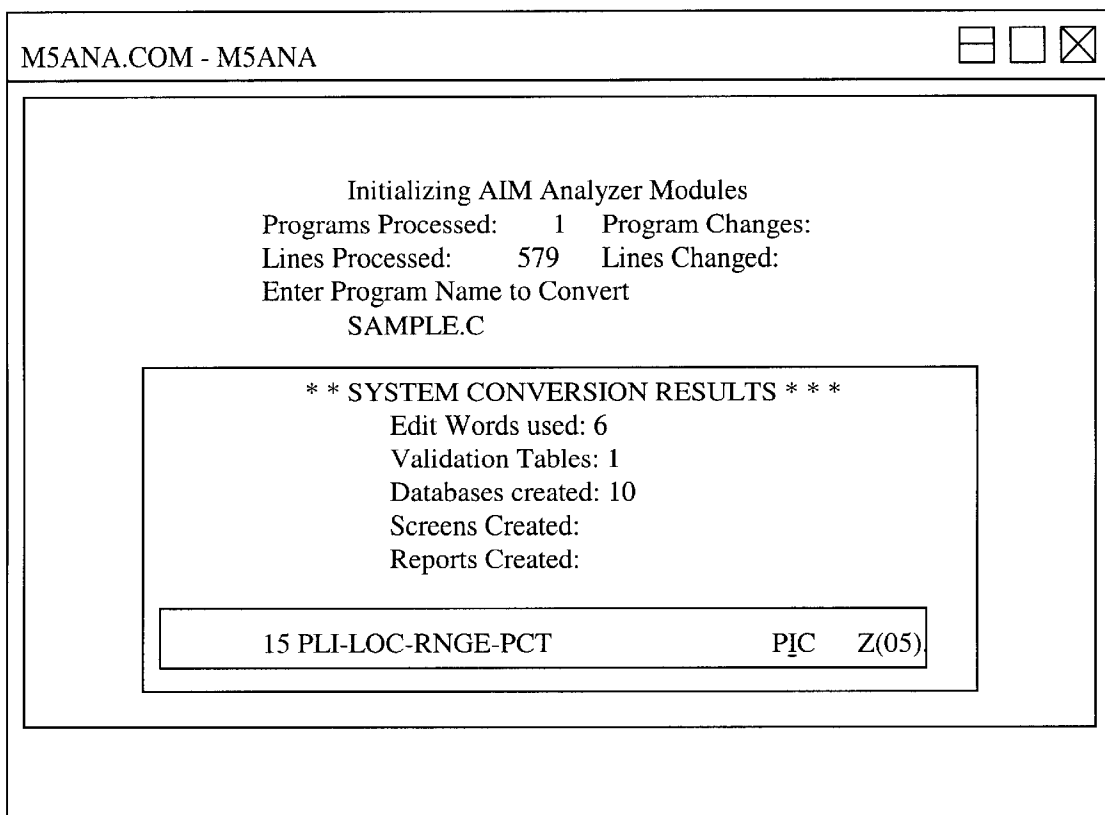 M5ANA.COM - M5ANA
Initializing AIM Analyzer Modules
Programs Processed: 1 Program Changes:
Lines Processed: 579 Lines Changed:
Enter Program Name to Convert
SAMPLE.C
* * SYSTEM CONVERSION RESULTS * * *
Edit Words used: 6
Validation Tables: 1
Databases created: 10
Screens Created:
Reports Created:
15 PLI-LOC-RNGE-PCT PIC Z(05).